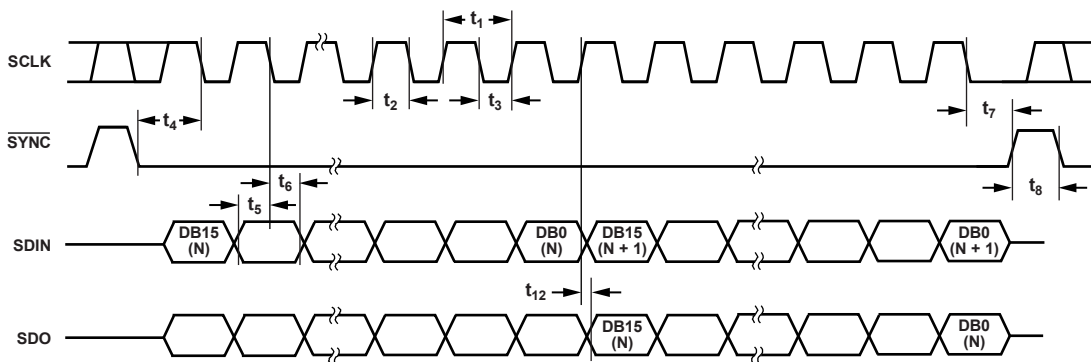 t1
SCLK
t2
t3
t4
t7
SYNC
t6
t8
t5
SDIN
DB15
(N)
DB0
(N)
DB15
(N + 1)
DB0
(N + 1)
t12
SDO
DB15
(N)
DB0
(N)